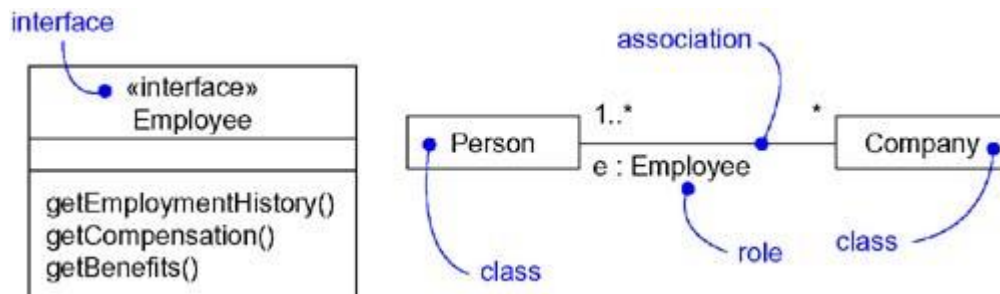 interface
«interface»
Employee
getEmploymentHistory()
getCompensation()
getBenefits()
association
1..*
*
Person
Company
e : Employee
class
role
class